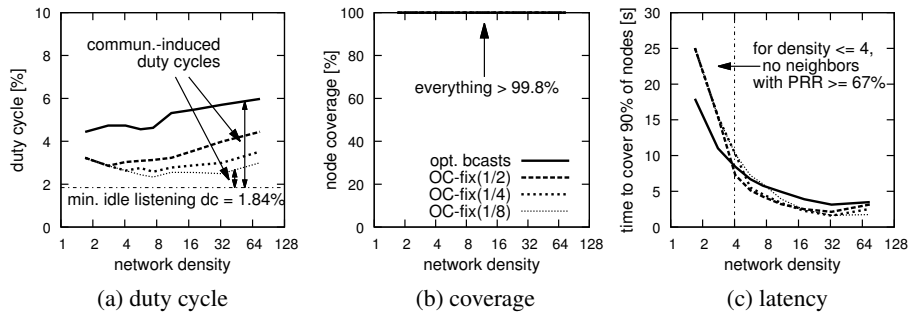 duty cycle [%]
10
8
6
4
2
0
commun.-induced
duty cycles
min. idle listening dc = 1.84%
1 2 4 8 16 32 64 128
network density
(a) duty cycle
node coverage [%]
100
80
60
40
20
0
everything > 99.8%
opt. bcasts
OC-fix(1/2)
OC-fix(1/4)
OC-fix(1/8)
1 2 4 8 16 32 64 128
network density
(b) coverage
time to cover 90% of nodes [s]
30
25
20
15
10
5
0
for density <= 4,
no neighbors
with PRR >= 67%
1 2 4 8 16 32 64 128
network density
(c) latency